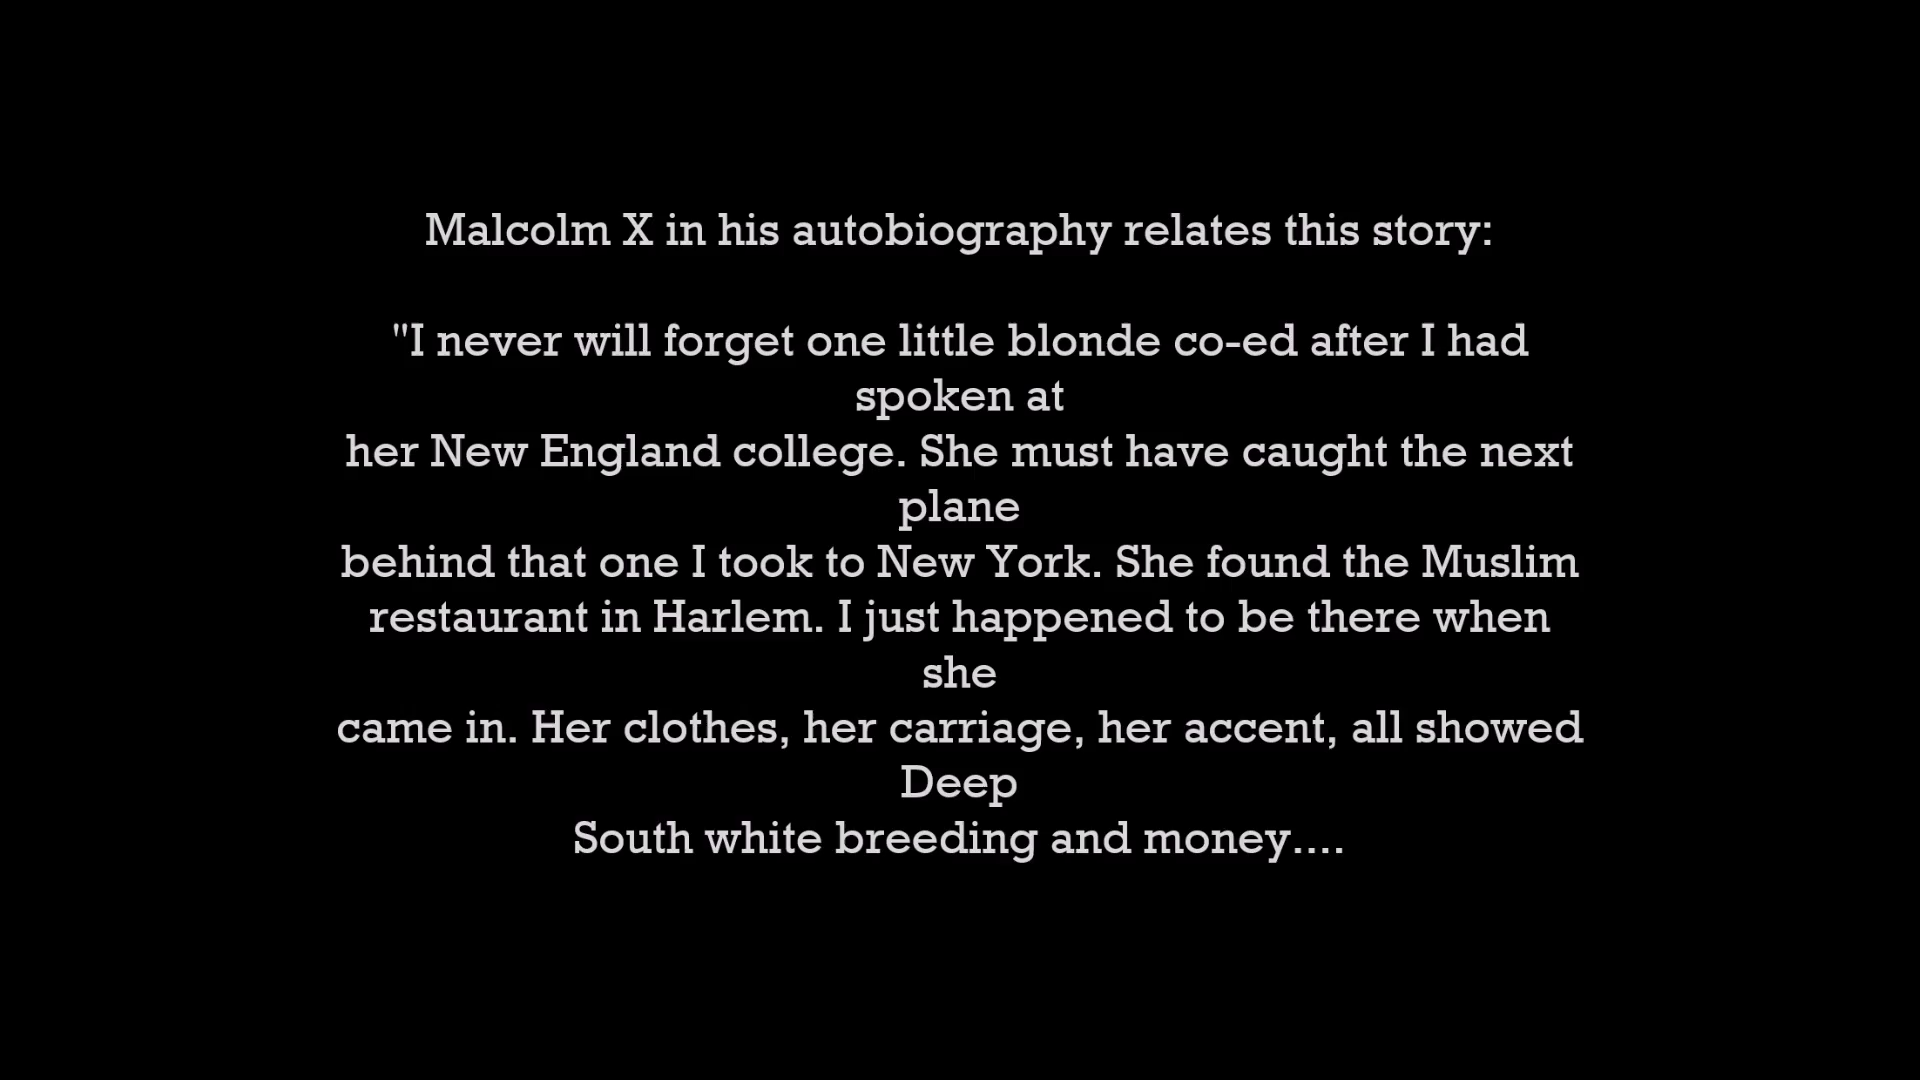 Malcolm X in his autobiography relates this story:
"I never will forget one little blonde co-ed after I had
spoken at
her New England college. She must have caught the next
plane
behind that one I took to New York. She found the Muslim
restaurant in Harlem. I just happened to be there when
she
came in. Her clothes, her carriage, her accent, all showed
Deep
South white breeding and money....